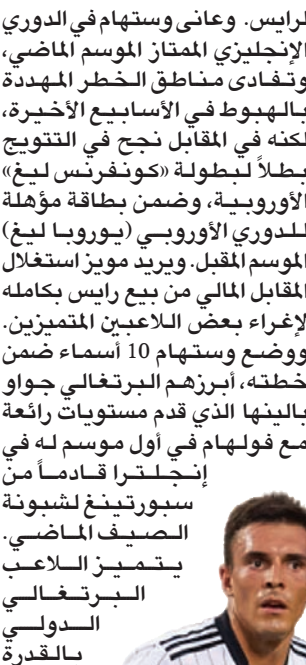 لرايس. وعانى وستهام في الدوري
الإنجليزي الممتاز الموسم الماضي،
وتفادى مناطق الخطر المهددة
بالهبوط في الأسابيع الأخيرة،
لكنه في المقابل نجح في التتويج
بطلاً لبطولة «كونفرنس ليغ»
الأوروبية، وضمن بطاقة مؤهلة
للدوري الأوروبي (يوروبا ليغ)
الموسم المقبل. ويريد مويز استغلال
المقابل المالي من بيع رايس بكامله
لإغراء بعض اللاعبين المتميزين.
ووضع وستهام 10 أسماء ضمن
خطته، أبرزهم البرتغالي جواو
بالينها الذي قدم مستويات رائعة
مع فولهام في أول موسم له في
إنجلترا قادماً من
سبورتينغ لشبونة
الصيف الماضي.
يتميز اللاعب
البرتغالي
الدولي
بالقدرة